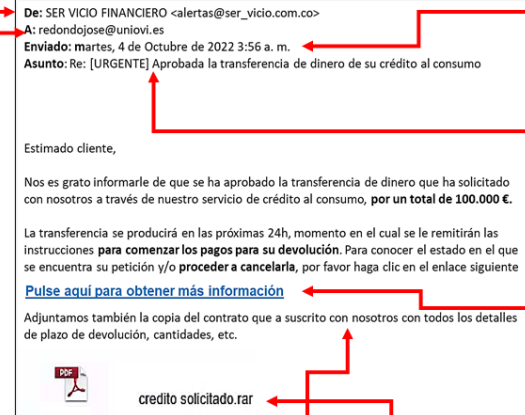 De: SER VICIO FINANCIERO <alertas@ser_vicio.com.co>
A: redondojose@uniovi.es
Enviado: martes, 4 de Octubre de 2022 3:56 a. m.
Asunto: Re: [URGENTE] Aprobada la transferencia de dinero de su crédito al consumo
Estimado cliente,
Nos es grato informarle de que se ha aprobado la transferencia de dinero que ha solicitado
con nosotros a través de nuestro servicio de crédito al consumo, por un total de 100.000 €.
La transferencia se producirá en las próximas 24h, momento en el cual se le remitirán las
instrucciones para comenzar los pagos para su devolución. Para conocer el estado en el que
se encuentra su petición y/o proceder a cancelarla, por favor haga clic en el enlace siguiente
Pulse aquí para obtener más información
Adjuntamos también la copia del contrato que a suscrito con nosotros con todos los detalles
de plazo de devolución, cantidades, etc.
PDF
credito solicitado.rar